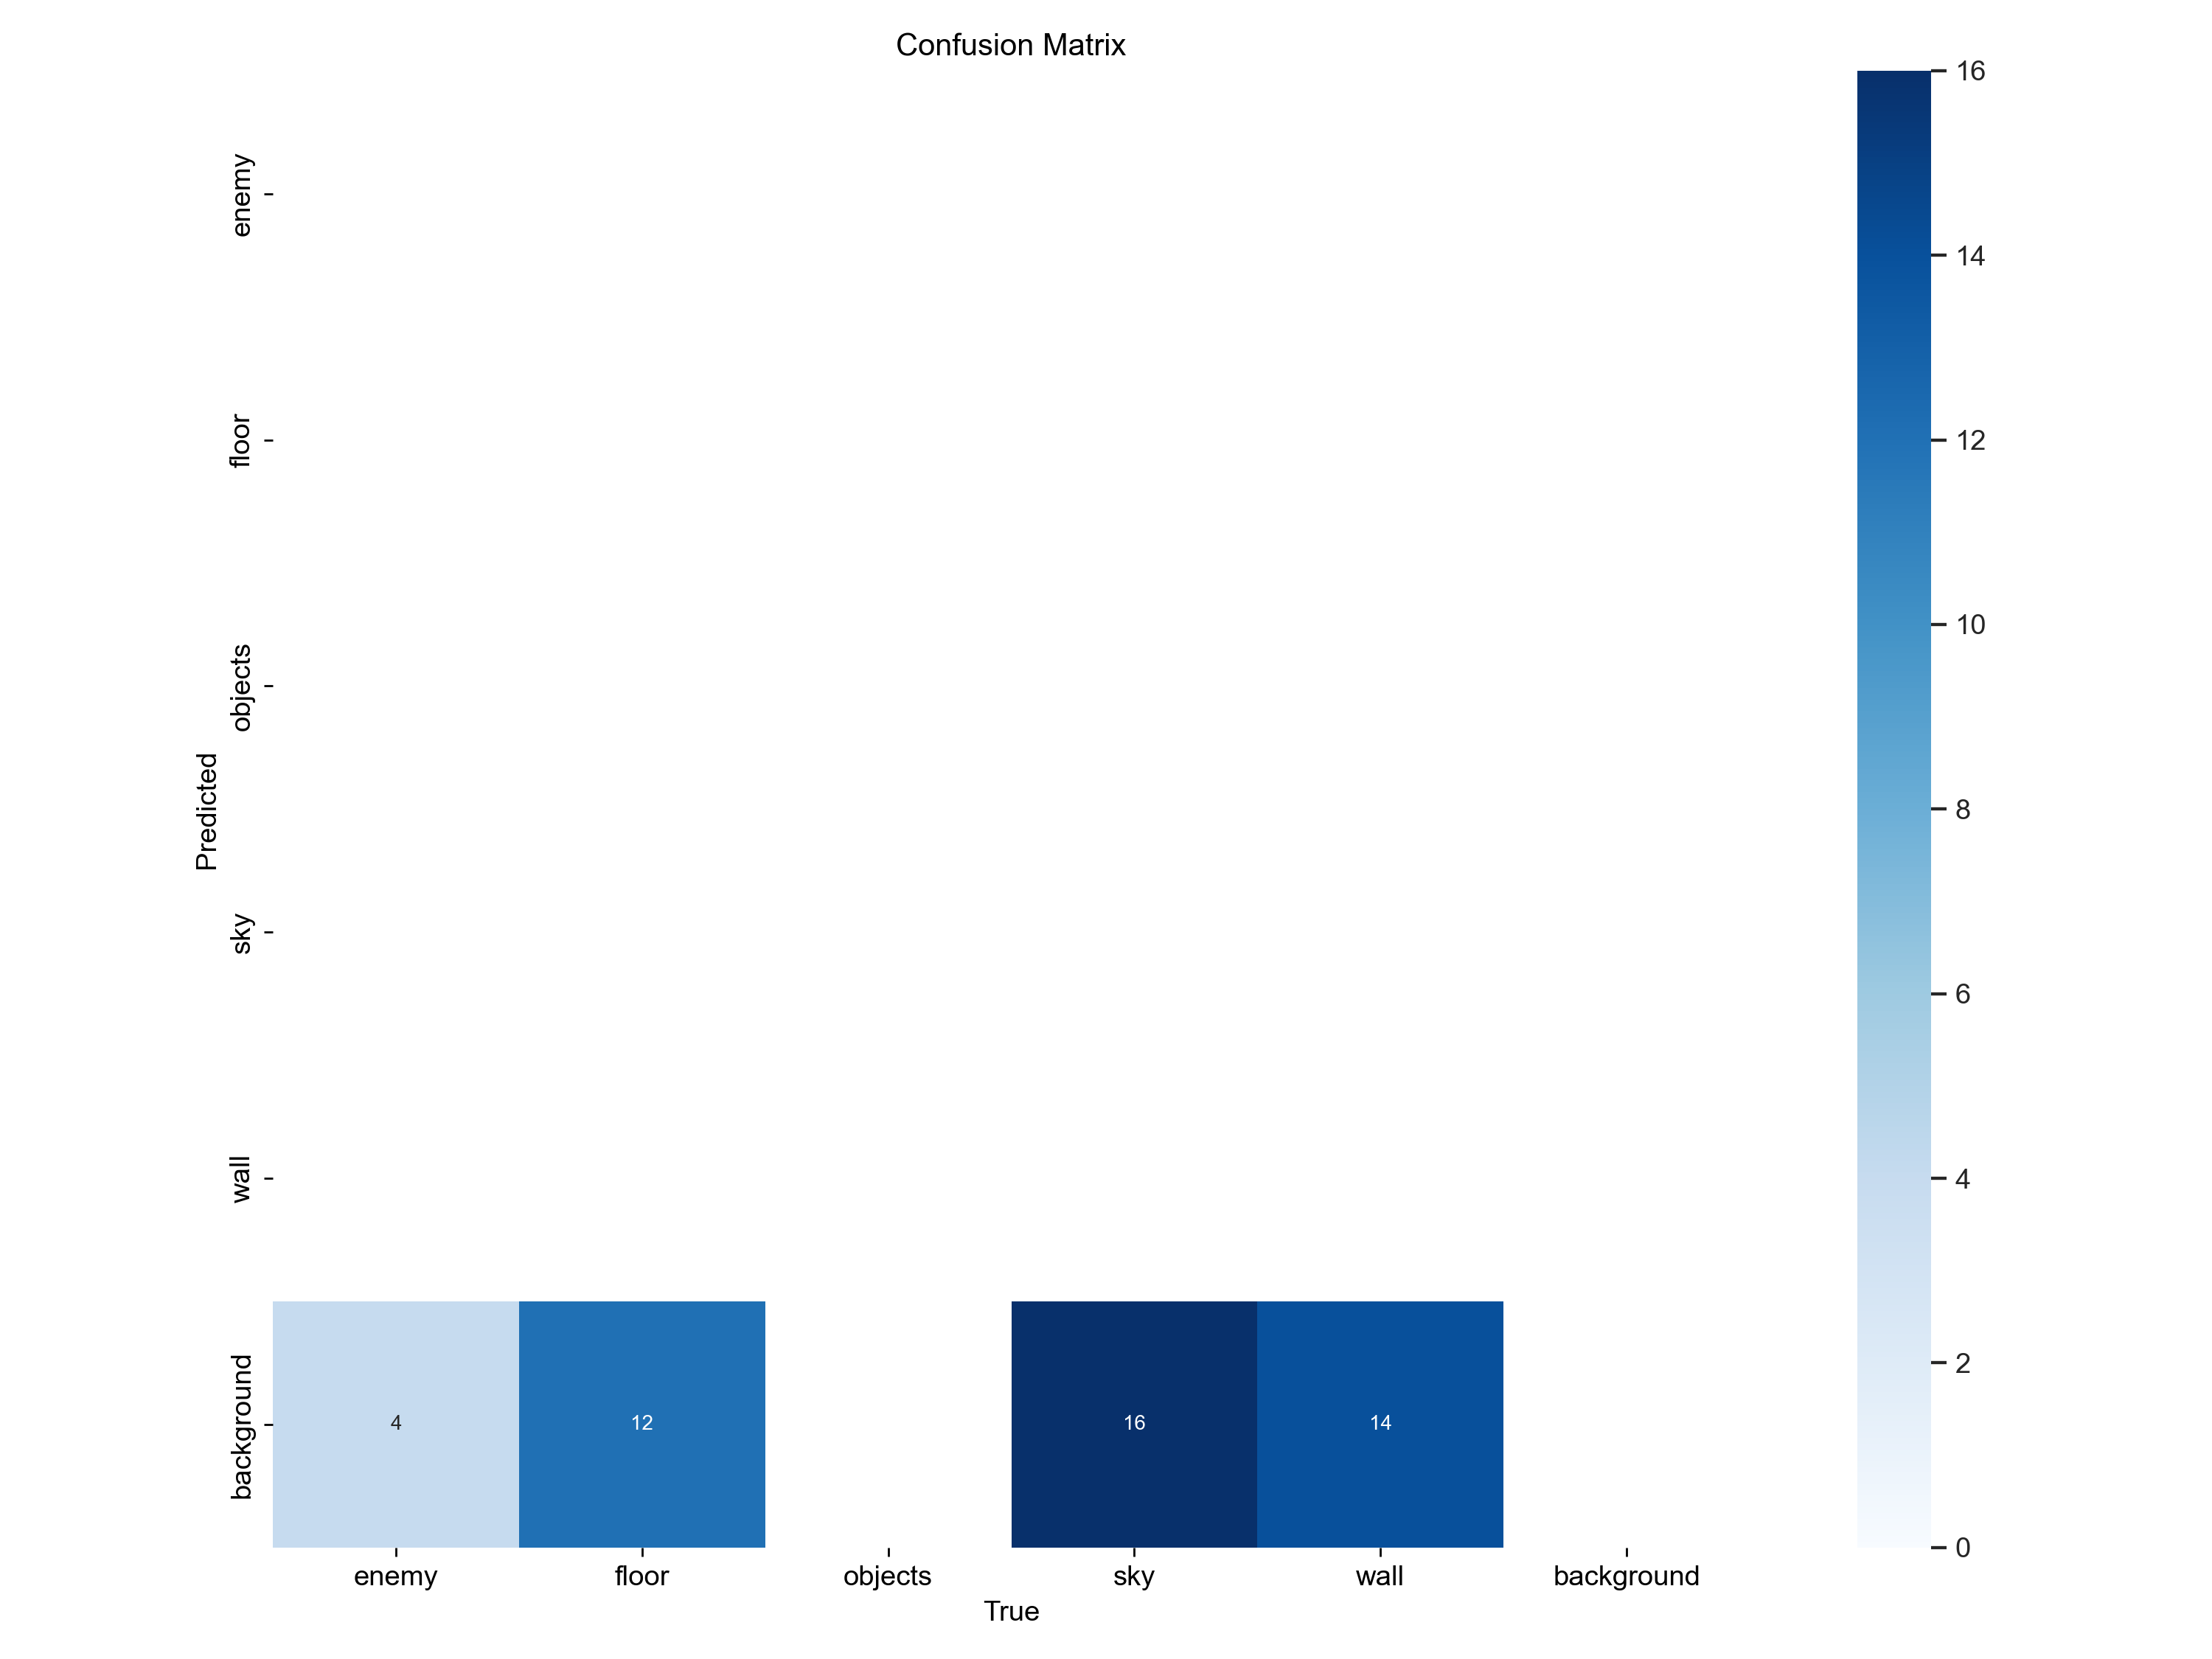 Confusion Matrix
enemy
floor
objects
sky
wall
background
Predicted
4
12
16
14
enemy
floor
objects
sky
wall
background
True
16
14
12
10
8
6
4
2
0